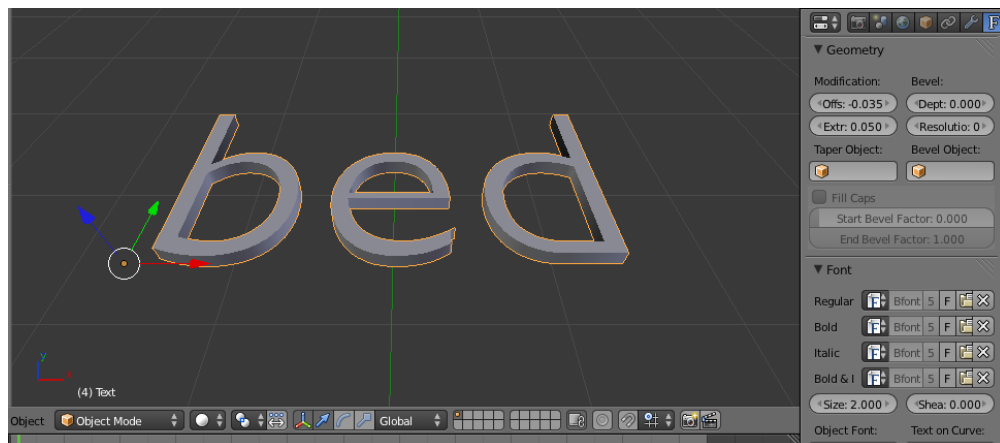 bed
y
x
(4) Text
Object
Object Mode
Global
F
Geometry
Modification:
Bevel:
Offs: -0.035
Dept: 0.000
Extr: 0.050
Resolutio: 0
Taper Object:
Bevel Object:
Fill Caps
Start Bevel Factor: 0.000
End Bevel Factor: 1.000
Font
Regular F Bfont 5 F
Bold F Bfont 5 F
Italic F Bfont 5 F
Bold & I F Bfont 5 F
Size: 2.000
Shea: 0.000
Object Font:
Text on Curve: